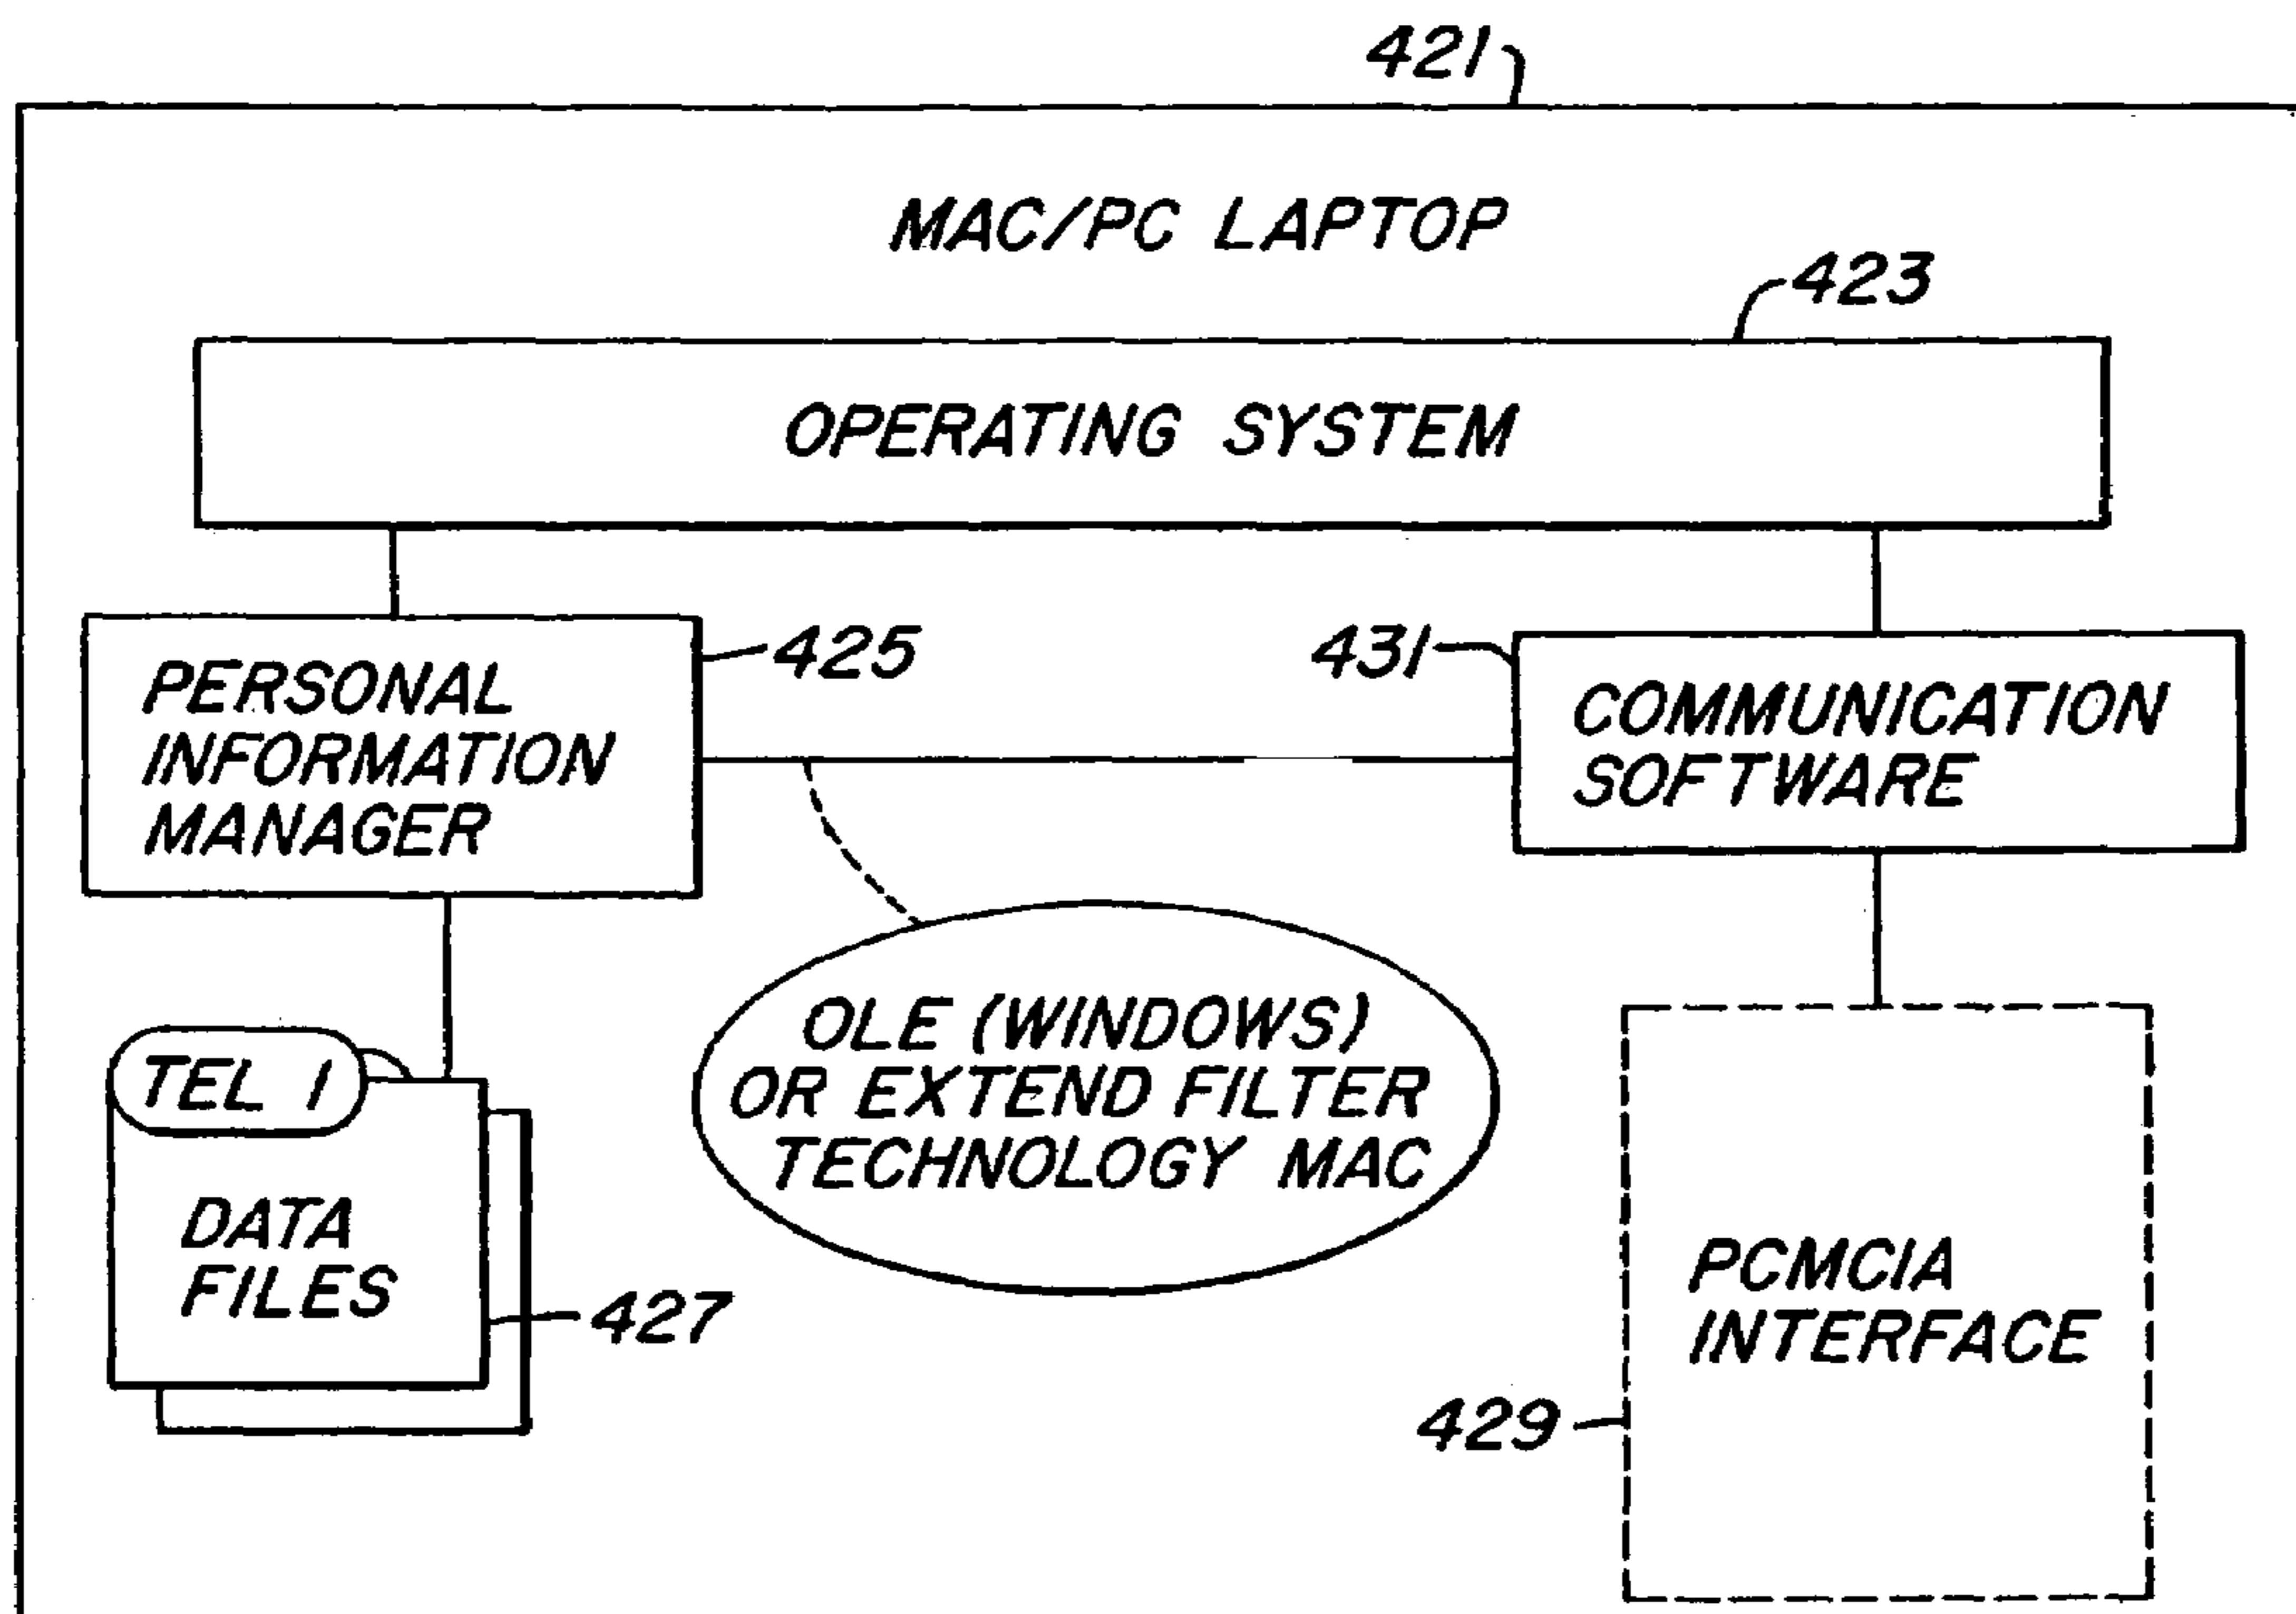 421
MAC/PC LAPTOP
423
OPERATING SYSTEM
PERSONAL
INFORMATION
MANAGER
425
431
COMMUNICATION
SOFTWARE
OLE (WINDOWS)
OR EXTEND FILTER
TECHNOLOGY MAC
TEL 1
DATA
FILES
427
PCMCIA
INTERFACE
429